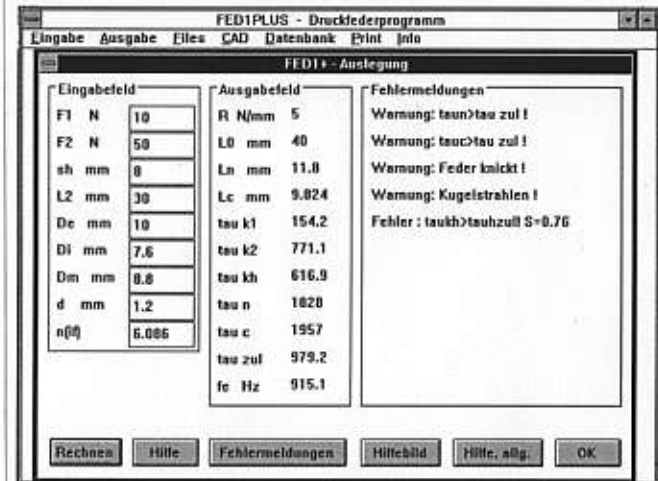 FED1PLUS - Druckfederprogramm
Eingabe Ausgabe Files CAD Datenbank Print Info
FED1+ - Auslegung
Eingabefeld
F1 N 10
F2 N 50
sh mm 8
L2 mm 30
De mm 10
Di mm 7.6
Dm mm 8.8
d mm 1.2
n(if) 6.086
Ausgabefeld
R N/mm 5
L0 mm 40
Ln mm 11.8
Lc mm 9.824
tau k1 154.2
tau k2 771.1
tau kh 616.9
tau n 1828
tau c 1957
tau zul 979.2
fe Hz 915.1
Fehlermeldungen
Warnung: taun>tau zul !
Warnung: tauc>tau zul !
Warnung: Feder knickt !
Warnung: Kugelstrahlen !
Fehler : taukh>tauhzul! S=0.76
Rechnen Hilfe Fehlermeldungen Hilfebild Hilfe, allg. OK